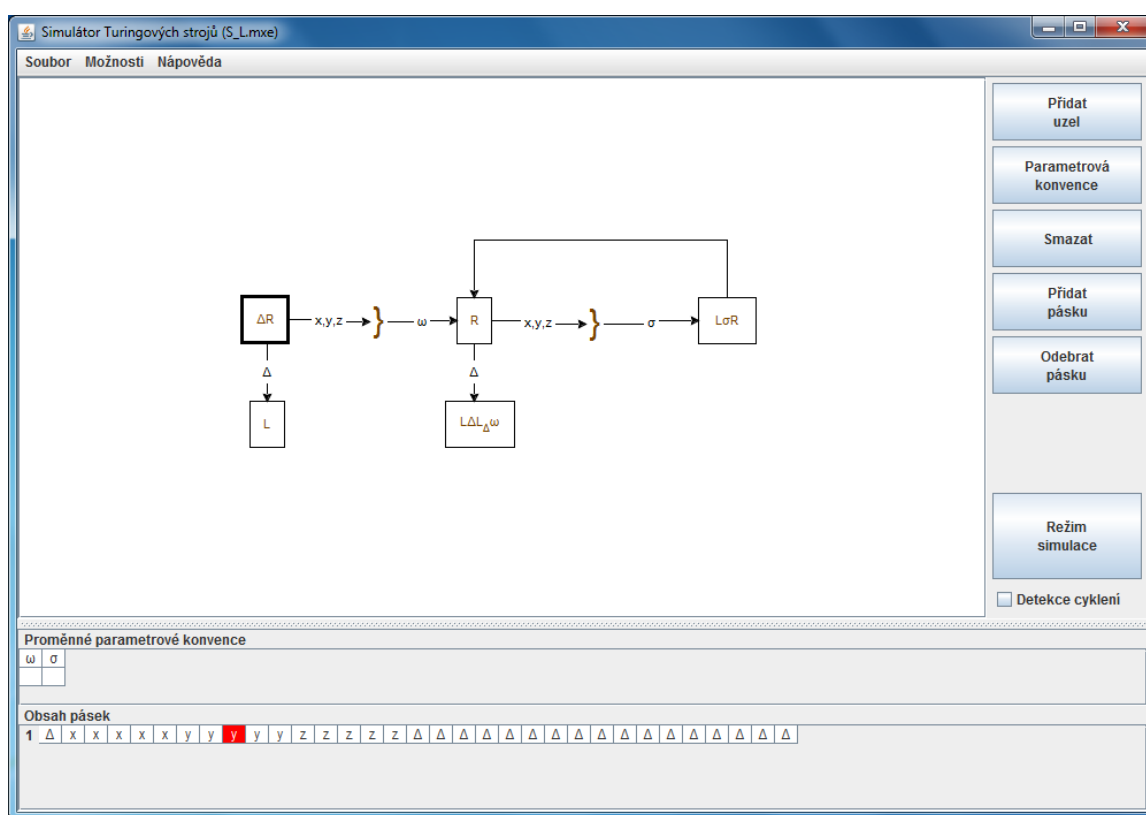 Simulátor Turingových strojů (S_L.mxe)
Soubor Možnosti Nápověda
Přidat
uzel
Parametrová
konvence
Smazat
Přidat
pásku
Odebrat
pásku
ΔR x,y,z } ω R x,y,z } σ LσR
Δ Δ
L LΔL_Δω
Režim
simulace
Detekce cyklení
Proměnné parametrové konvence
ω σ
Obsah pásek
1 Δ x x x x x y y y y y z z z z z Δ Δ Δ Δ Δ Δ Δ Δ Δ Δ Δ Δ Δ Δ Δ Δ Δ